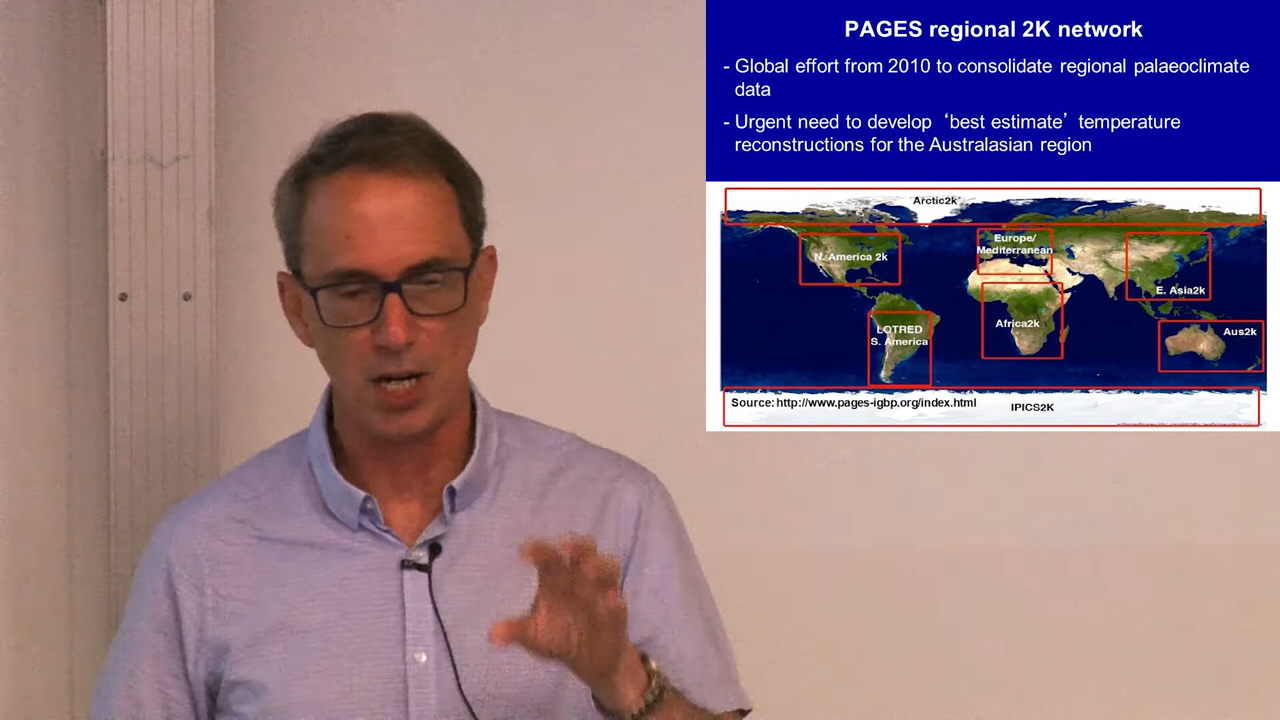 PAGES regional 2K network
- Global effort from 2010 to consolidate regional palaeoclimate
data
- Urgent need to develop ‘best estimate’ temperature
reconstructions for the Australasian region
Arctic2k
Europe/
Mediterranean
N. America 2k
E. Asia2k
Africa2k
LOTRED
S. America
Aus2k
Source: http://www.pages-igbp.org/index.html
IPICS2K